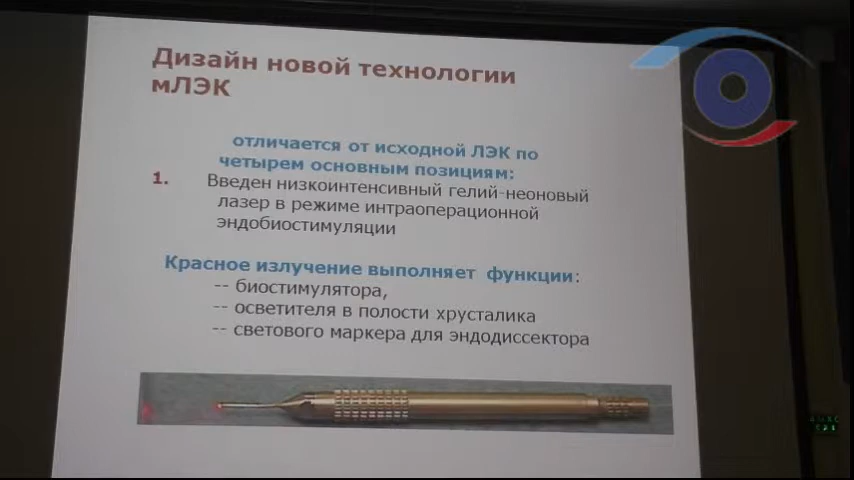 Дизайн новой технологии
мЛЭК
отличается от исходной ЛЭК по
четырем основным позициям:
1. Введен низкоинтенсивный гелий-неоновый
лазер в режиме интраоперационной
эндобиостимуляции
Красное излучение выполняет функции:
-- биостимулятора,
-- осветителя в полости хрусталика
-- светового маркера для эндодиссектора